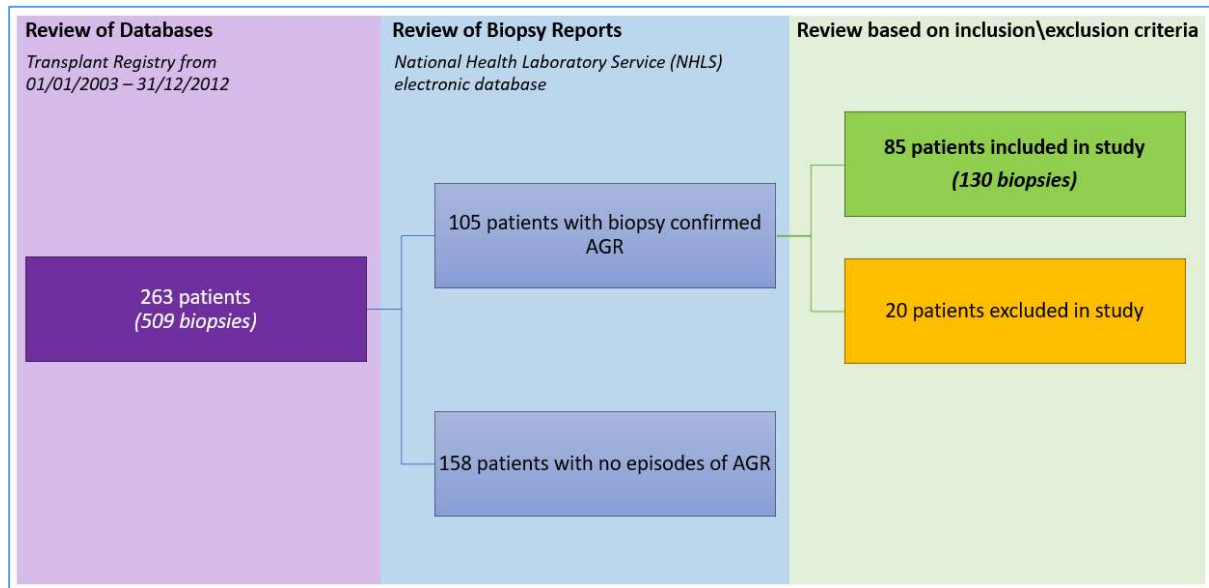 Review of Databases
Transplant Registry from
01/01/2003 – 31/12/2012
263 patients
(509 biopsies)
Review of Biopsy Reports
National Health Laboratory Service (NHLS)
electronic database
105 patients with biopsy confirmed
AGR
158 patients with no episodes of AGR
Review based on inclusion\exclusion criteria
85 patients included in study
(130 biopsies)
20 patients excluded in study